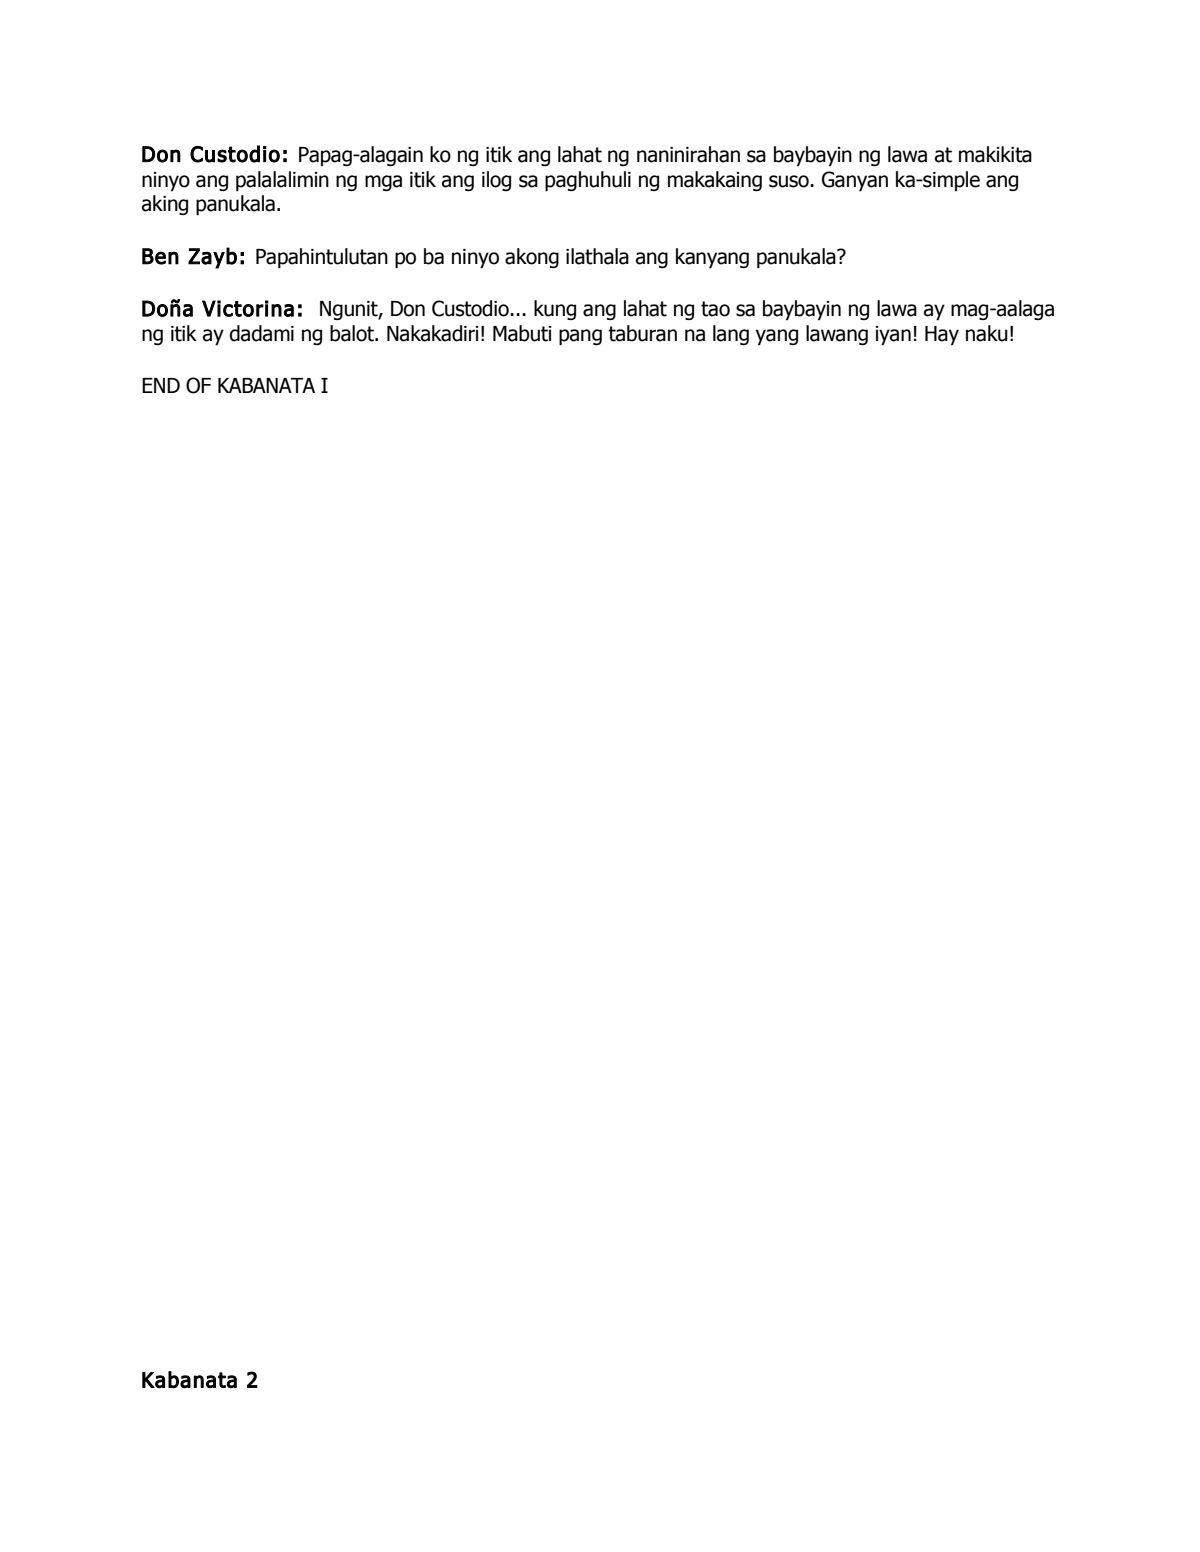 Don Custodio: Papag-alagain ko ng itik ang lahat ng naninirahan sa baybayin ng lawa at makikita
ninyo ang palalalimin ng mga itik ang ilog sa paghuhuli ng makakaing suso. Ganyan ka-simple ang
aking panukala.
Ben Zayb: Papahintulutan po ba ninyo akong ilathala ang kanyang panukala?
Doña Victorina: Ngunit, Don Custodio... kung ang lahat ng tao sa baybayin ng lawa ay mag-aalaga
ng itik ay dadami ng balot. Nakakadiri! Mabuti pang taburan na lang yang lawang iyan! Hay naku!
END OF KABANATA I
Kabanata 2